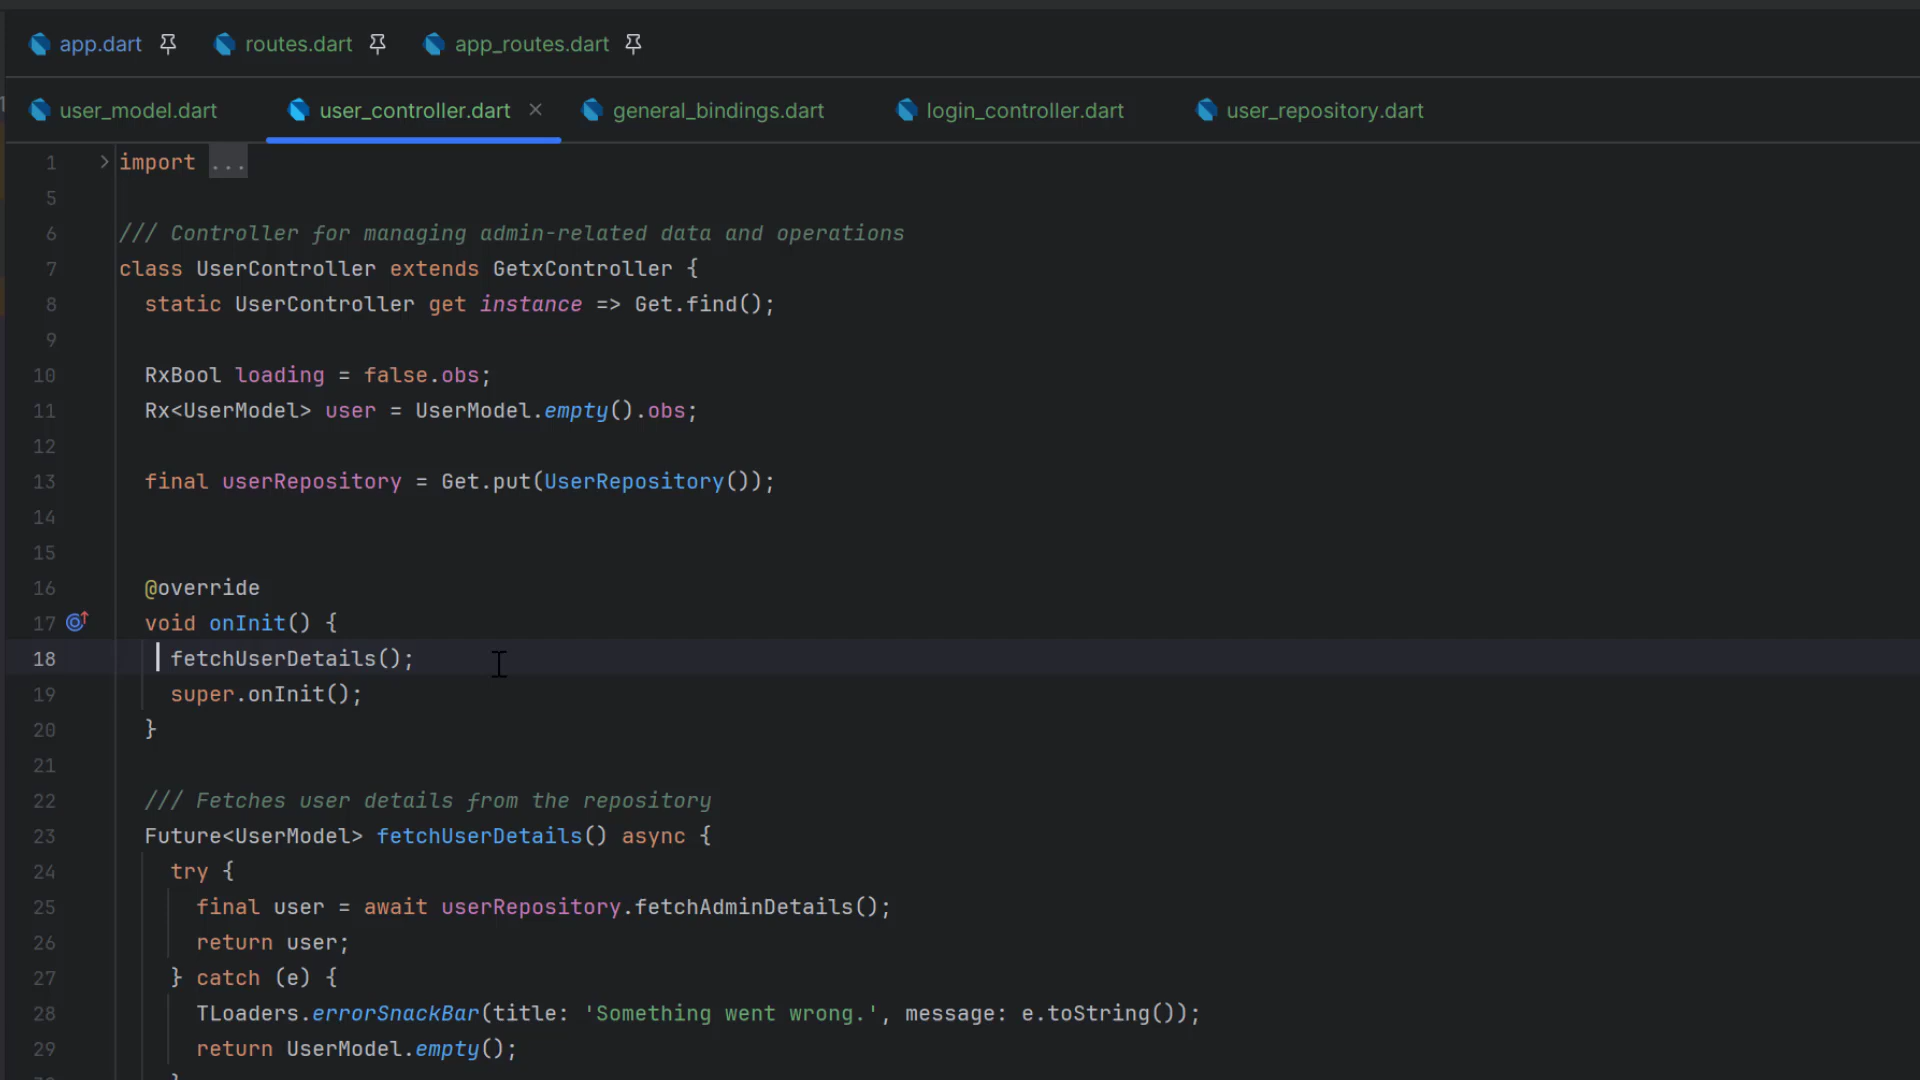 app.dart routes.dart app_routes.dart
user_model.dart user_controller.dart general_bindings.dart login_controller.dart user_repository.dart
1 import ...
5
6 /// Controller for managing admin-related data and operations
7 class UserController extends GetxController {
8 static UserController get instance => Get.find();
9
10 RxBool loading = false.obs;
11 Rx<UserModel> user = UserModel.empty().obs;
12
13 final userRepository = Get.put(UserRepository());
14
15
16 @override
17 void onInit() {
18 fetchUserDetails();
19 super.onInit();
20 }
21
22 /// Fetches user details from the repository
23 Future<UserModel> fetchUserDetails() async {
24 try {
25 final user = await userRepository.fetchAdminDetails();
26 return user;
27 } catch (e) {
28 TLoaders.errorSnackBar(title: 'Something went wrong.', message: e.toString());
29 return UserModel.empty();